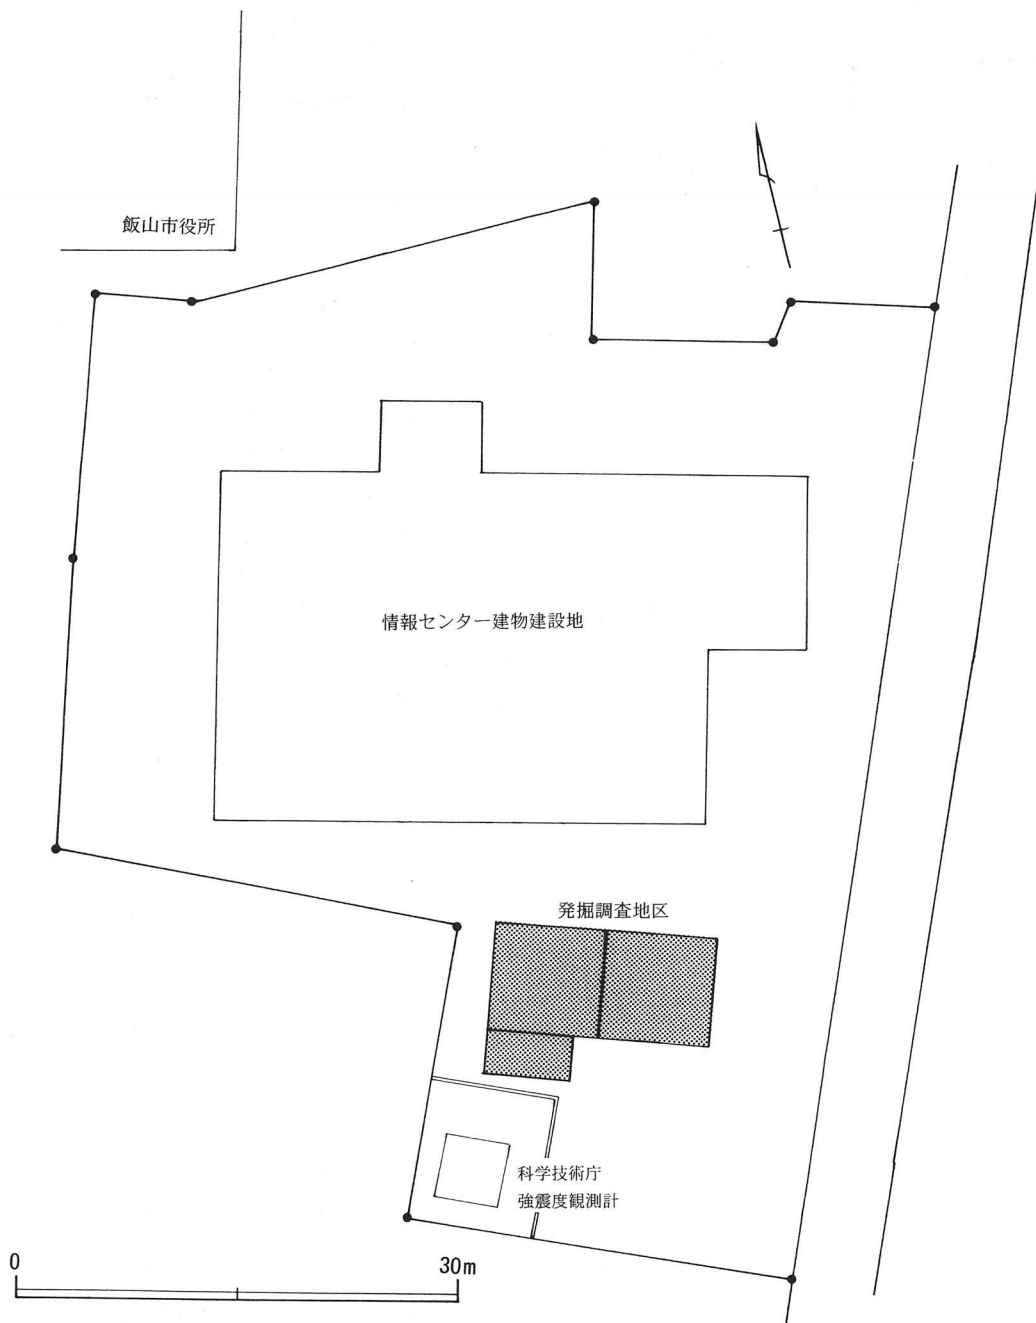 飯山市役所
情報センター建物建設地
発掘調査地区
科学技術庁
強震度観測計
0 30m